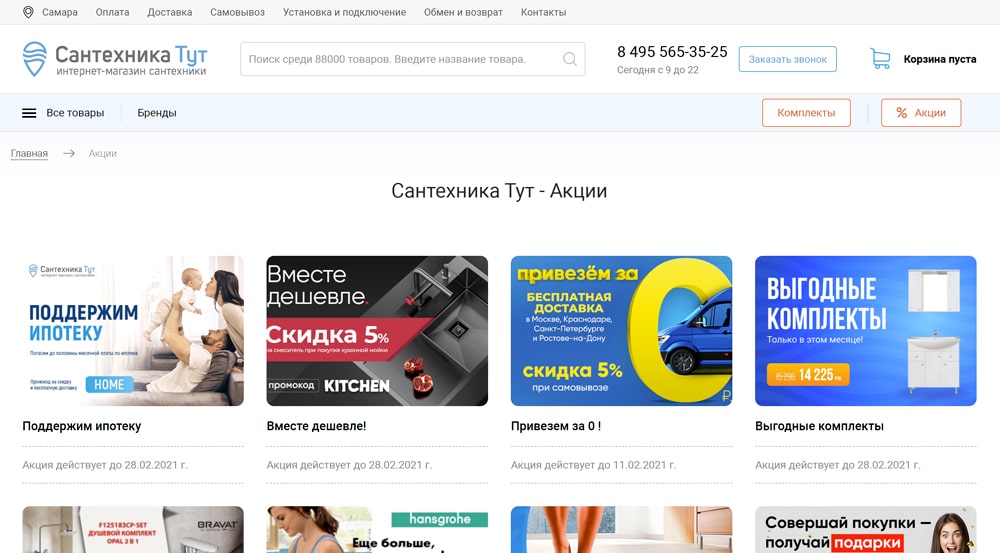 Самара Оплата Доставка Самовывоз Установка и подключение Обмен и возврат Контакты
Сантехника Тут
интернет-магазин сантехники
Поиск среди 88000 товаров. Введите название товара.
8 495 565-35-25
Сегодня с 9 до 22
Заказать звонок
Корзина пуста
Все товары Бренды Комплекты % Акции
Главная → Акции
Сантехника Тут - Акции
Сантехника Тут
интернет-магазин сантехники
ПОДДЕРЖИМ
ИПОТЕКУ
Погасим до половины месячной платы по ипотеке
Промокод на скидку
и бесплатную доставку
HOME
Вместе
дешевле.
Скидка 5%
на смеситель при покупке кухонной мойки
промокод KITCHEN
привезём за
БЕСПЛАТНАЯ
ДОСТАВКА
в Москве, Краснодаре,
Санкт-Петербурге
и Ростове-на-Дону
скидка 5%
при самовывозе
₽
ВЫГОДНЫЕ
КОМПЛЕКТЫ
Только в этом месяце!
15 296 14 225 РУБ.
Поддержим ипотеку
Вместе дешевле!
Привезем за 0 !
Выгодные комплекты
Акция действует до 28.02.2021 г.
Акция действует до 28.02.2021 г.
Акция действует до 11.02.2021 г.
Акция действует до 28.02.2021 г.
F125183CP-SET
ДУШЕВОЙ КОМПЛЕКТ
OPAL 2 В 1
BRAVAT
hansgrohe
Еще больше,
Совершай покупки —
получай подарки